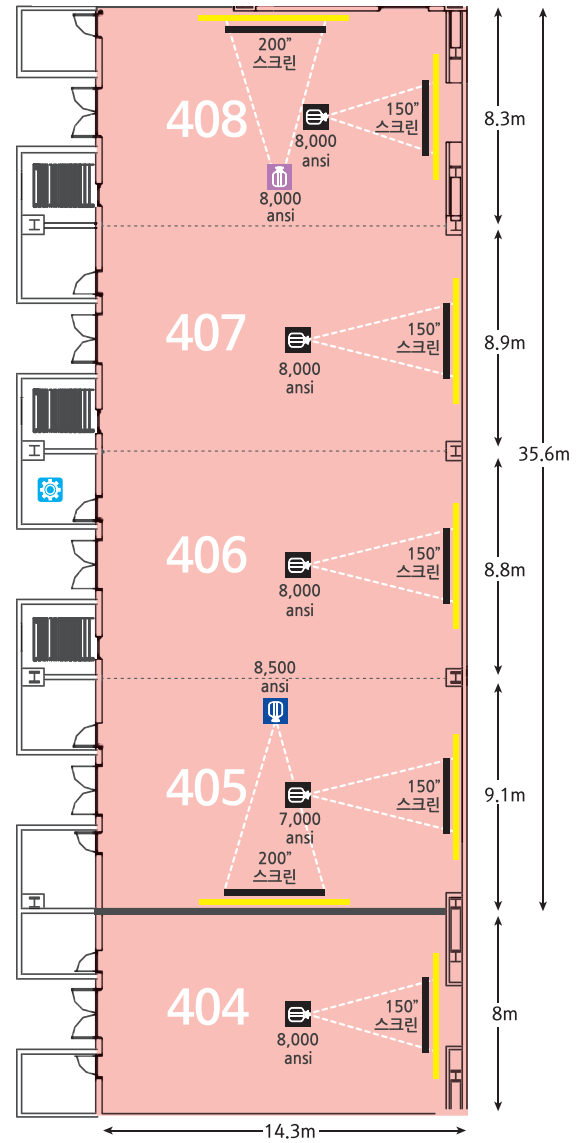 200”
스크린
408
150”
스크린
8,000
ansi
8,000
ansi
8.3m
407
150”
스크린
8,000
ansi
8.9m
35.6m
406
150”
스크린
8,000
ansi
8.8m
8,500
ansi
405
150”
스크린
7,000
ansi
200”
스크린
9.1m
404
150”
스크린
8,000
ansi
8m
14.3m